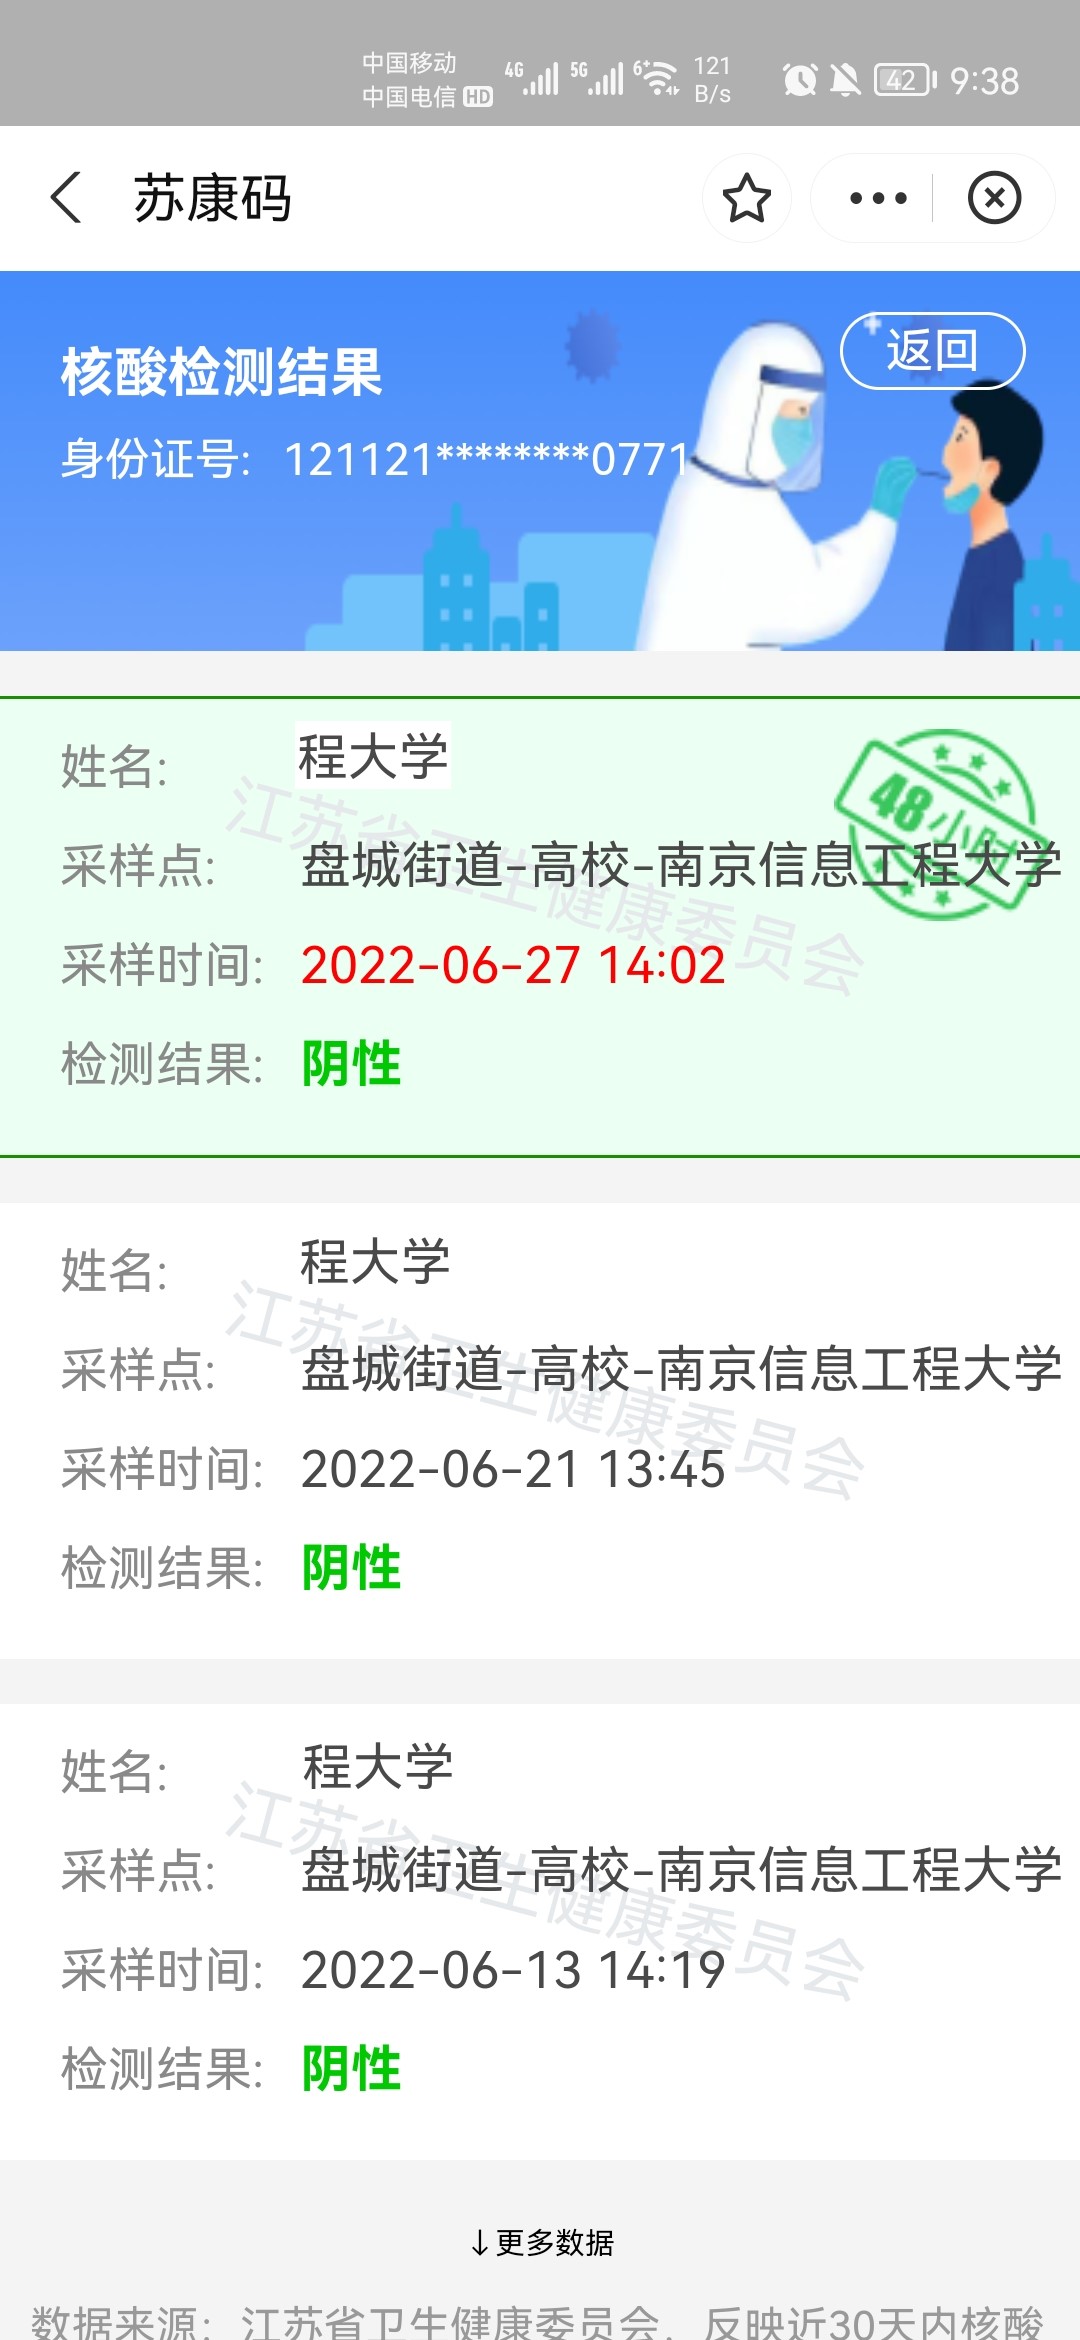 中国移动
中国电信 HD 4G 5G 6+ 121 B/s 42 9:38
苏康码
返回
核酸检测结果
身份证号: 121121********0771
姓名: 程大学
48小时
采样点: 盘城街道-高校-南京信息工程大学
采样时间: 2022-06-27 14:02
检测结果: 阴性
江苏省卫生健康委员会
姓名: 程大学
采样点: 盘城街道-高校-南京信息工程大学
采样时间: 2022-06-21 13:45
检测结果: 阴性
江苏省卫生健康委员会
姓名: 程大学
采样点: 盘城街道-高校-南京信息工程大学
采样时间: 2022-06-13 14:19
检测结果: 阴性
江苏省卫生健康委员会
↓更多数据
数据来源: 江苏省卫生健康委员会, 反映近30天内核酸